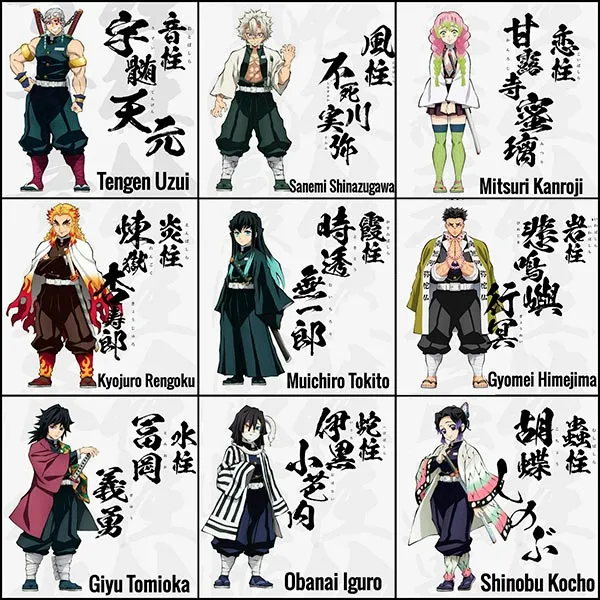 音柱
宇髄
天元
Tengen Uzui
風柱
不死川
実弥
Sanemi Shinazugawa
恋柱
甘露寺
蜜璃
Mitsuri Kanroji
炎柱
煉獄
杏寿郎
Kyojuro Rengoku
霞柱
時透
無一郎
Muichiro Tokito
岩柱
悲鳴嶼
行冥
Gyomei Himejima
水柱
冨岡
義勇
Giyu Tomioka
蛇柱
伊黒
小芭内
Obanai Iguro
蟲柱
胡蝶
しのぶ
Shinobu Kocho